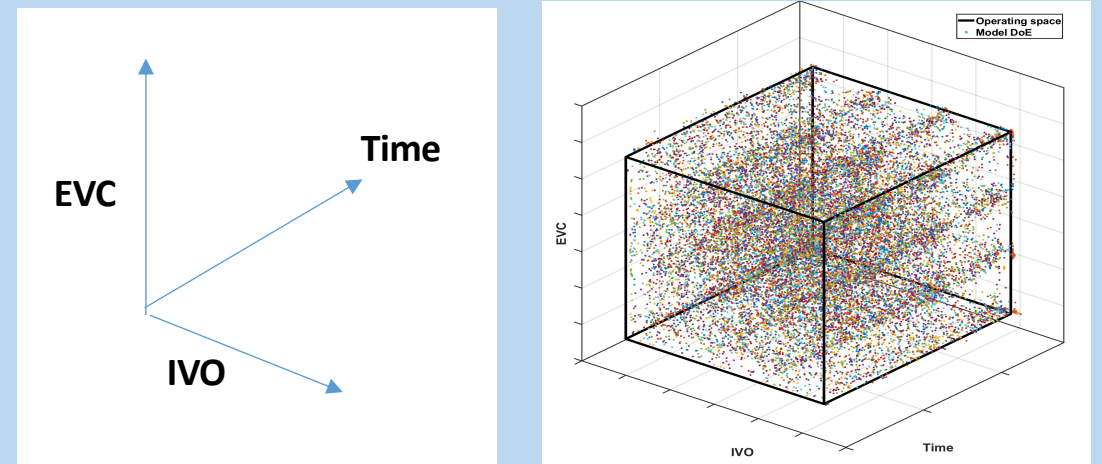 EVC
Time
IVO
Operating space
Model DoE
EVC
IVO
Time